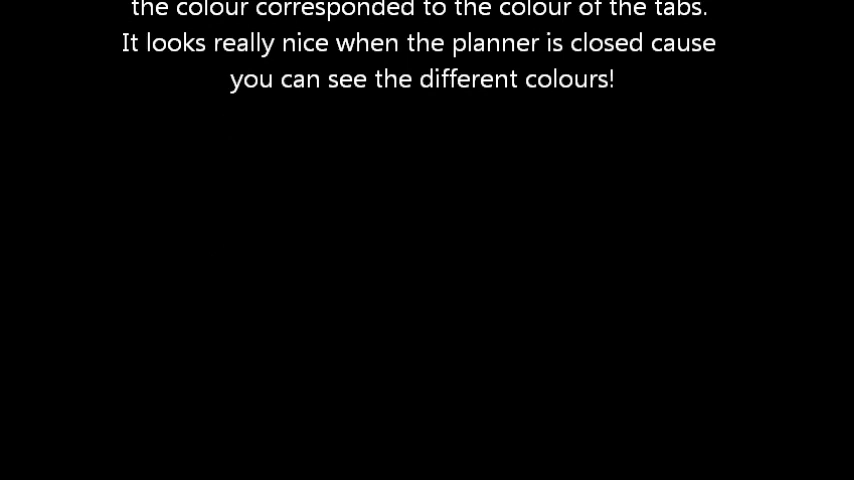 the colour corresponded to the colour of the tabs.
It looks really nice when the planner is closed cause
you can see the different colours!